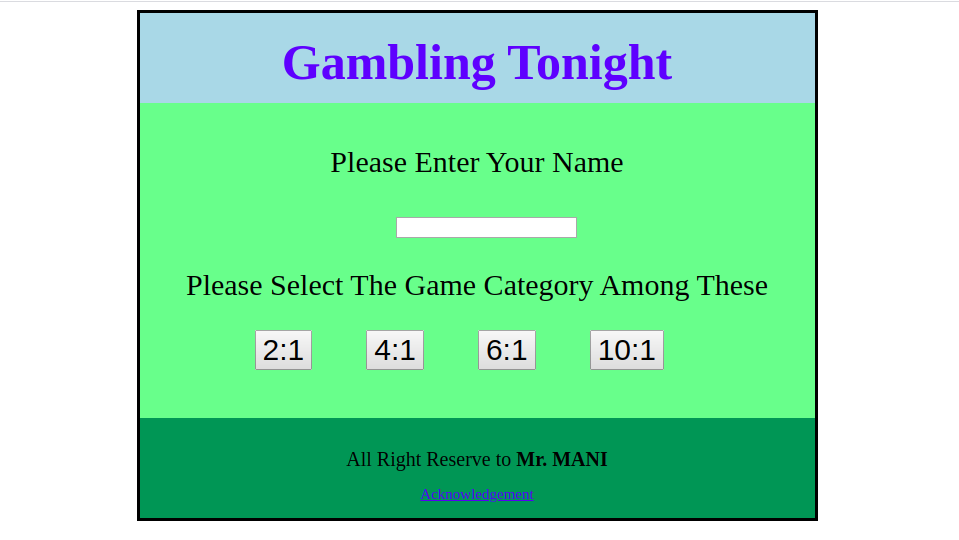 Gambling Tonight
Please Enter Your Name
Please Select The Game Category Among These
2:1 4:1 6:1 10:1
All Right Reserve to Mr. MANI
Acknowledgement